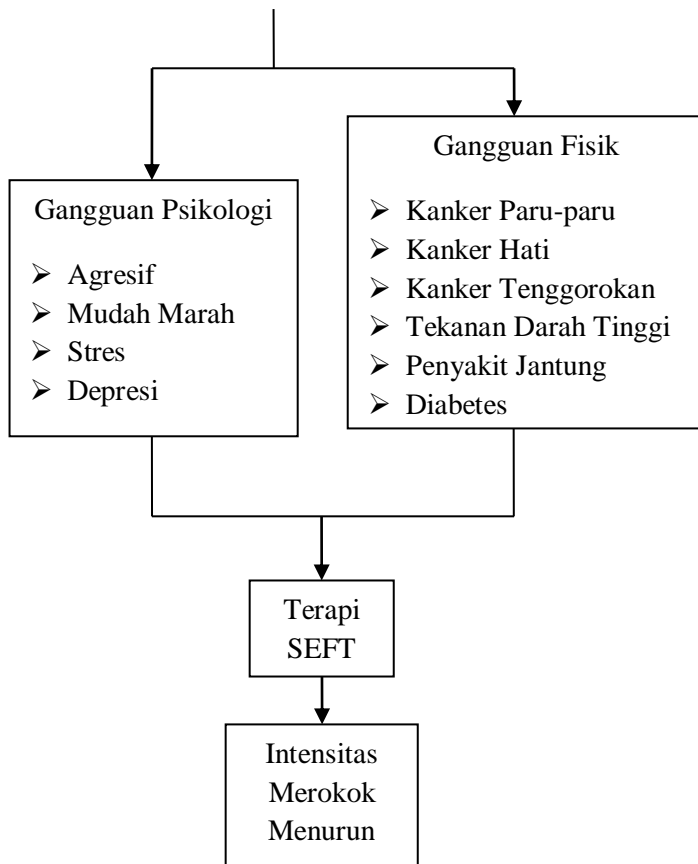 Gangguan Psikologi
➢ Agresif
➢ Mudah Marah
➢ Stres
➢ Depresi
Gangguan Fisik
➢ Kanker Paru-paru
➢ Kanker Hati
➢ Kanker Tenggorokan
➢ Tekanan Darah Tinggi
➢ Penyakit Jantung
➢ Diabetes
Terapi
SEFT
Intensitas
Merokok
Menurun